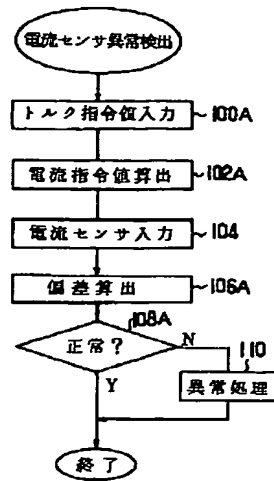 電流センサ異常検出
トルク指令値入力
100A
電流指令値算出
102A
電流センサ入力
104
偏差算出
106A
108A
正常?
N
110
Y
異常処理
終了